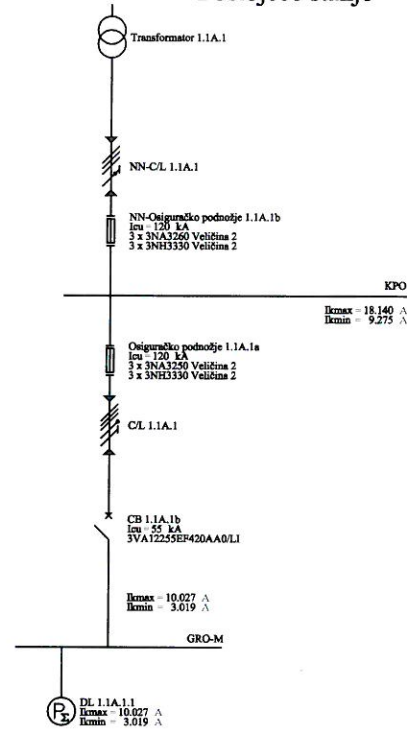 Transformator 1.1A.1
NN-C/L 1.1A.1
NN-Osiguračko podnožje 1.1A.1b
Icu = 120 kA
3 x 3NA3260 Veličina 2
3 x 3NH3330 Veličina 2
KPO
Ikmax = 18.140 A
Ikmin = 9.275 A
Osiguračko podnožje 1.1A.1a
Icu = 120 kA
3 x 3NA3250 Veličina 2
3 x 3NH3330 Veličina 2
C/L 1.1A.1
CB 1.1A.1b
Icu = 55 kA
3VA12255EF420AA0/LI
Ikmax = 10.027 A
Ikmin = 3.019 A
GRO-M
PΣ
DL 1.1A.1.1
Ikmax = 10.027 A
Ikmin = 3.019 A